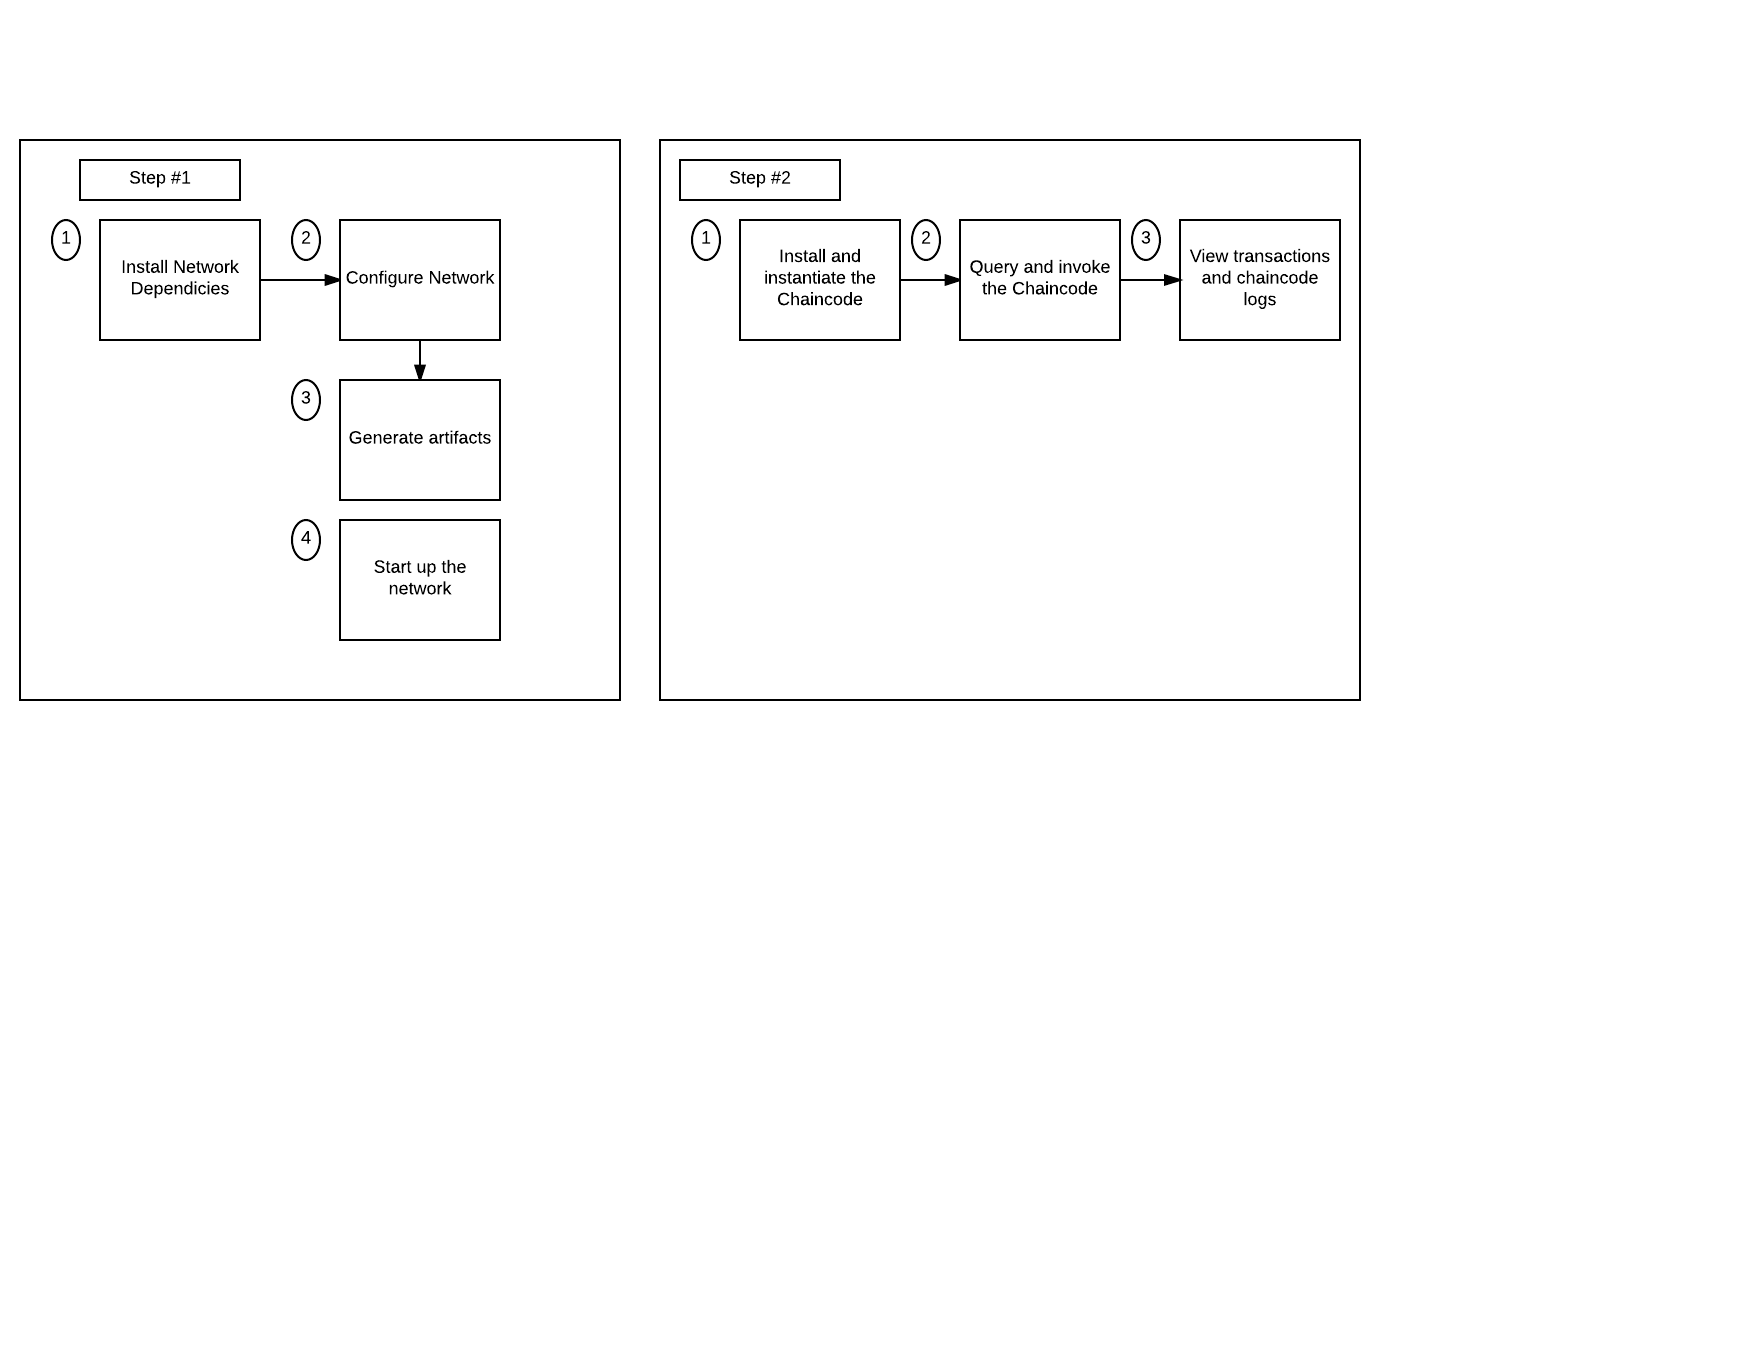 Step #1
1
Install Network
Dependicies
2
Configure Network
3
Generate artifacts
4
Start up the
network
Step #2
1
Install and
instantiate the
Chaincode
2
Query and invoke
the Chaincode
3
View transactions
and chaincode
logs